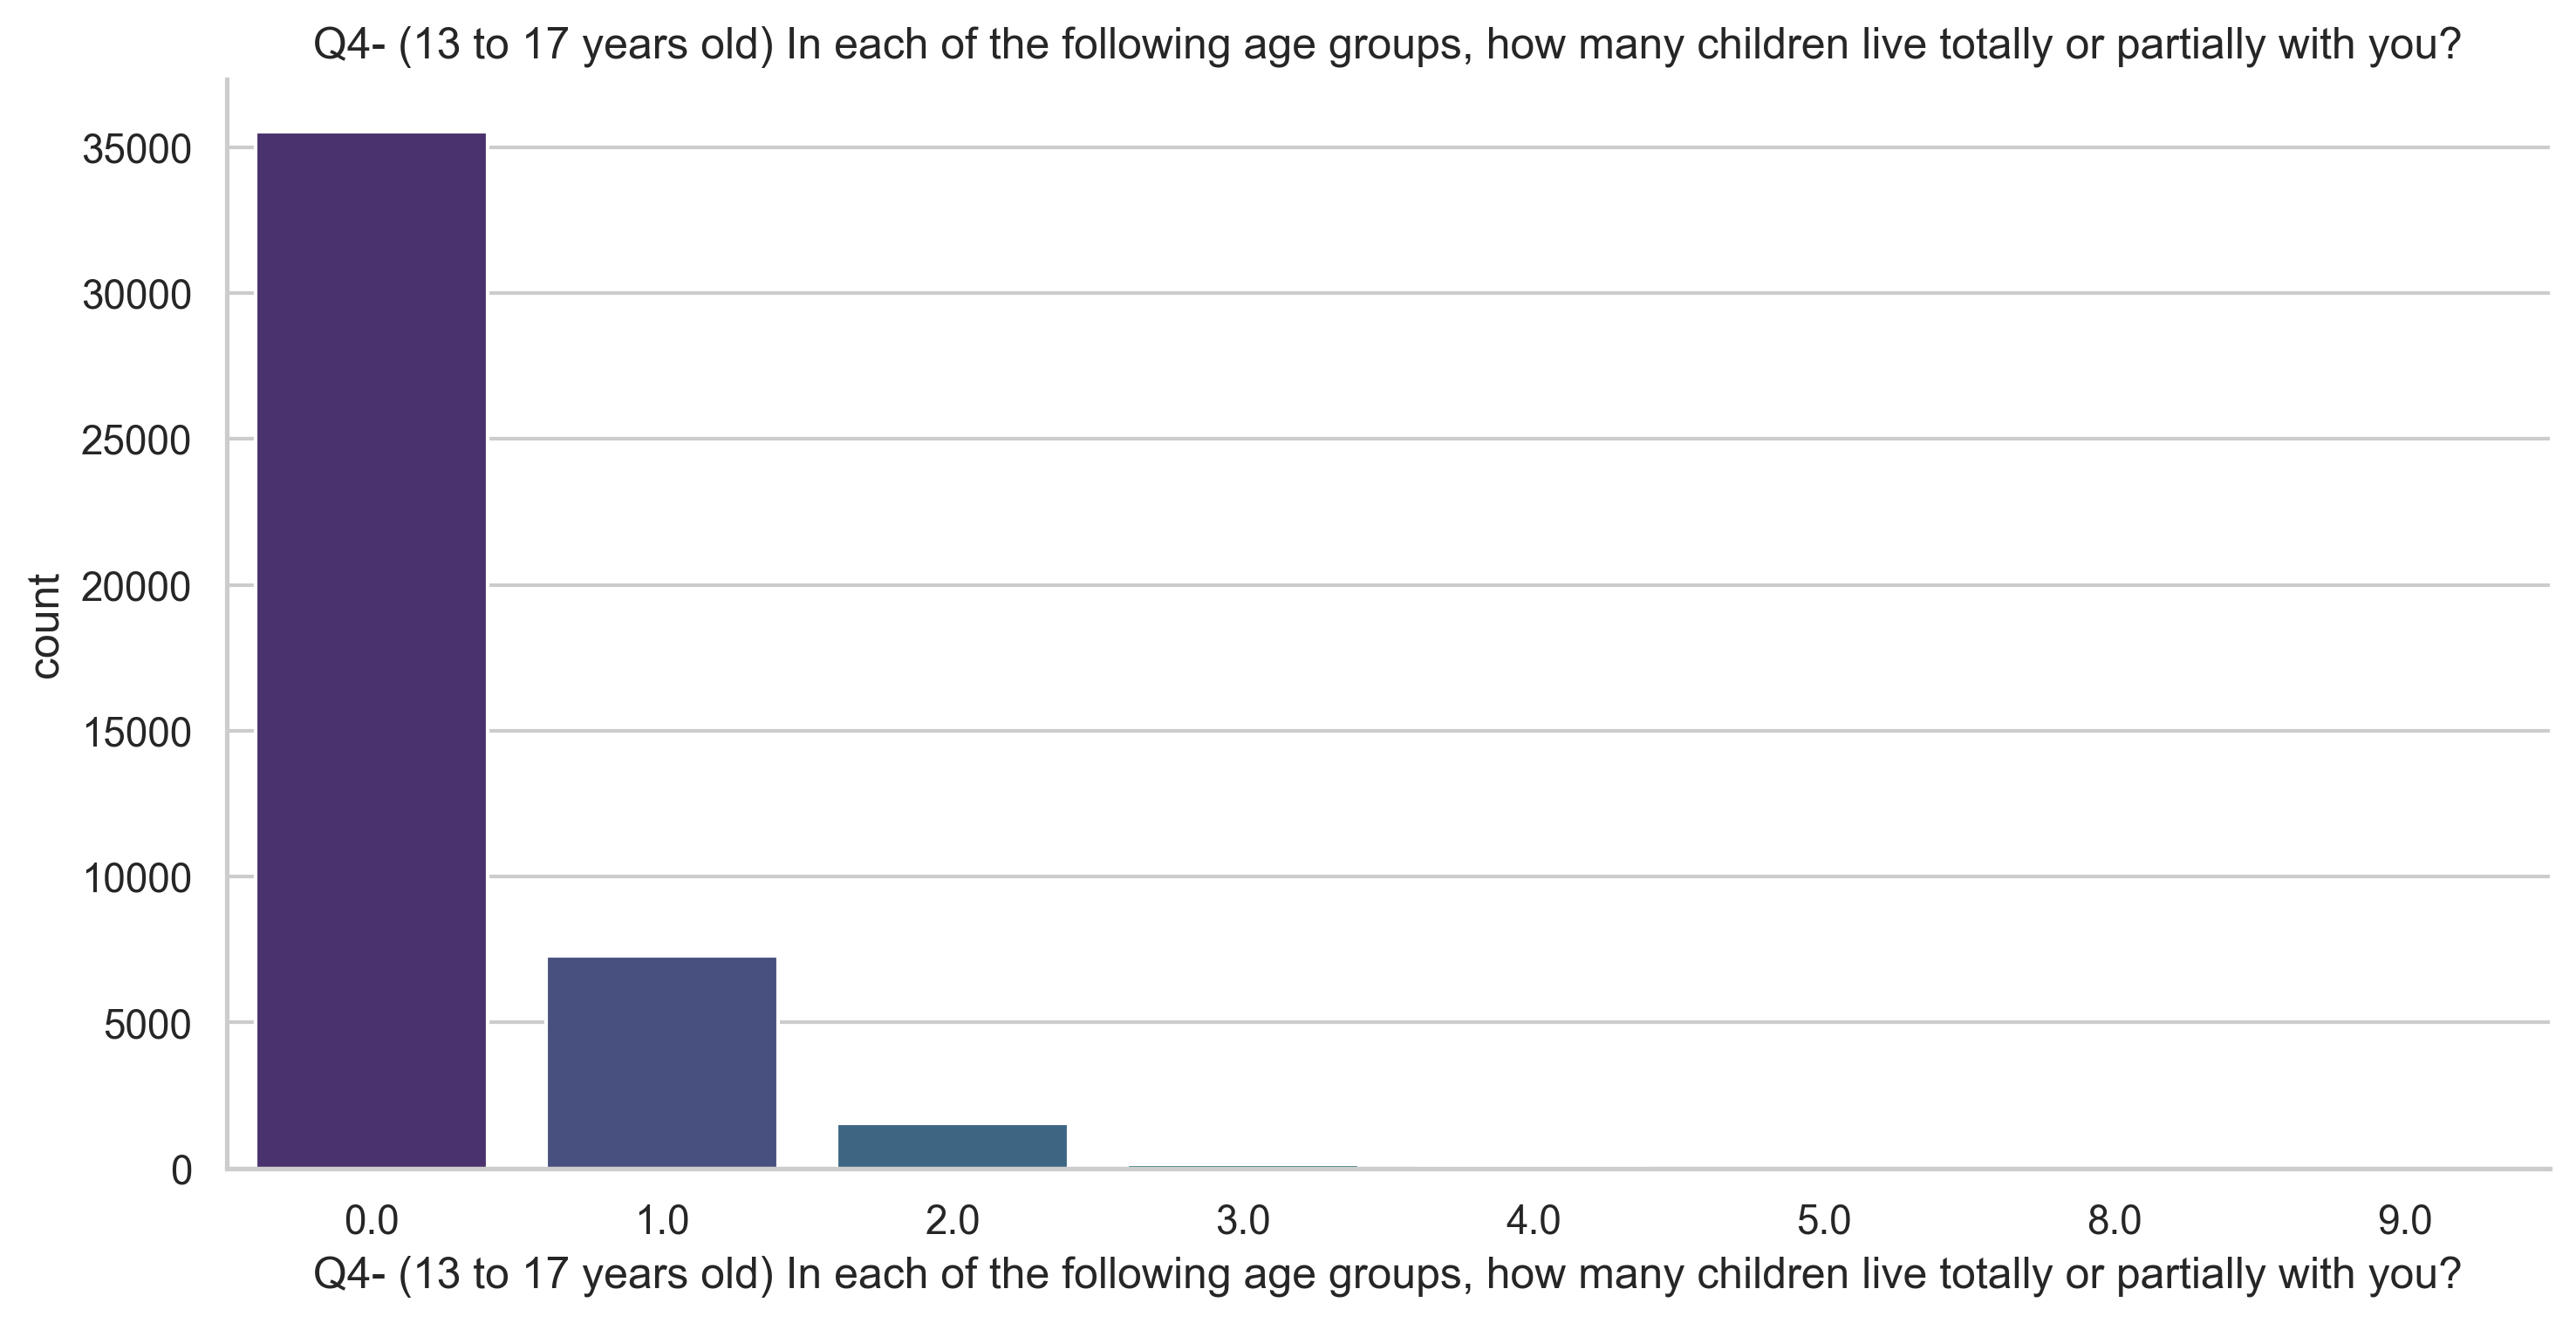 Q4- (13 to 17 years old) In each of the following age groups, how many children live totally or partially with you?
35000
30000
25000
20000
15000
10000
5000
0
count
0.0 1.0 2.0 3.0 4.0 5.0 8.0 9.0
Q4- (13 to 17 years old) In each of the following age groups, how many children live totally or partially with you?